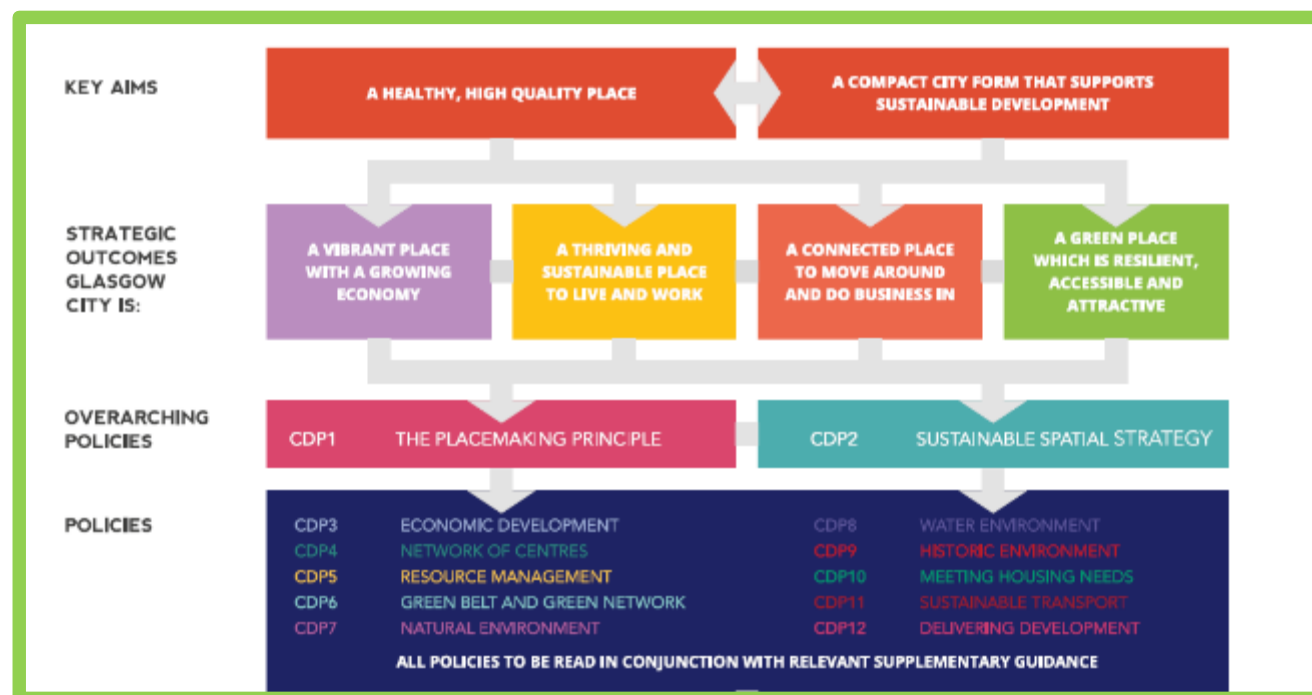 KEY AIMS
A HEALTHY, HIGH QUALITY PLACE
A COMPACT CITY FORM THAT SUPPORTS
SUSTAINABLE DEVELOPMENT
STRATEGIC
OUTCOMES
GLASGOW
CITY IS:
A VIBRANT PLACE
WITH A GROWING
ECONOMY
A THRIVING AND
SUSTAINABLE PLACE
TO LIVE AND WORK
A CONNECTED PLACE
TO MOVE AROUND
AND DO BUSINESS IN
A GREEN PLACE
WHICH IS RESILIENT,
ACCESSIBLE AND
ATTRACTIVE
OVERARCHING
POLICIES
CDP1 THE PLACEMAKING PRINCIPLE
CDP2 SUSTAINABLE SPATIAL STRATEGY
POLICIES
CDP3 ECONOMIC DEVELOPMENT
CDP4 NETWORK OF CENTRES
CDP5 RESOURCE MANAGEMENT
CDP6 GREEN BELT AND GREEN NETWORK
CDP7 NATURAL ENVIRONMENT
CDP8 WATER ENVIRONMENT
CDP9 HISTORIC ENVIRONMENT
CDP10 MEETING HOUSING NEEDS
CDP11 SUSTAINABLE TRANSPORT
CDP12 DELIVERING DEVELOPMENT
ALL POLICIES TO BE READ IN CONJUNCTION WITH RELEVANT SUPPLEMENTARY GUIDANCE